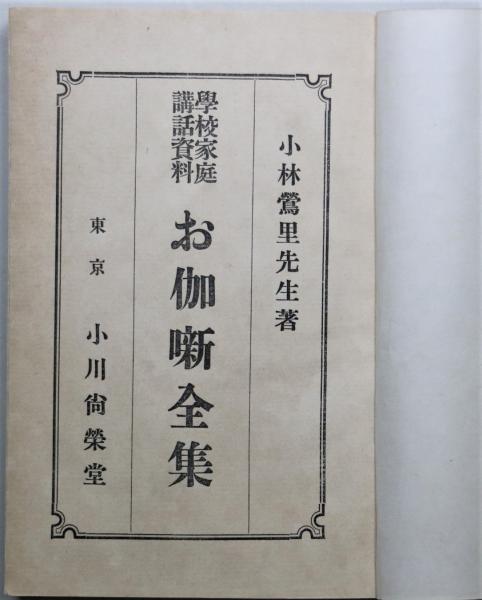 小林鶯里先生著
學校家庭
講話資料
お伽噺全集
東京 小川尙榮堂